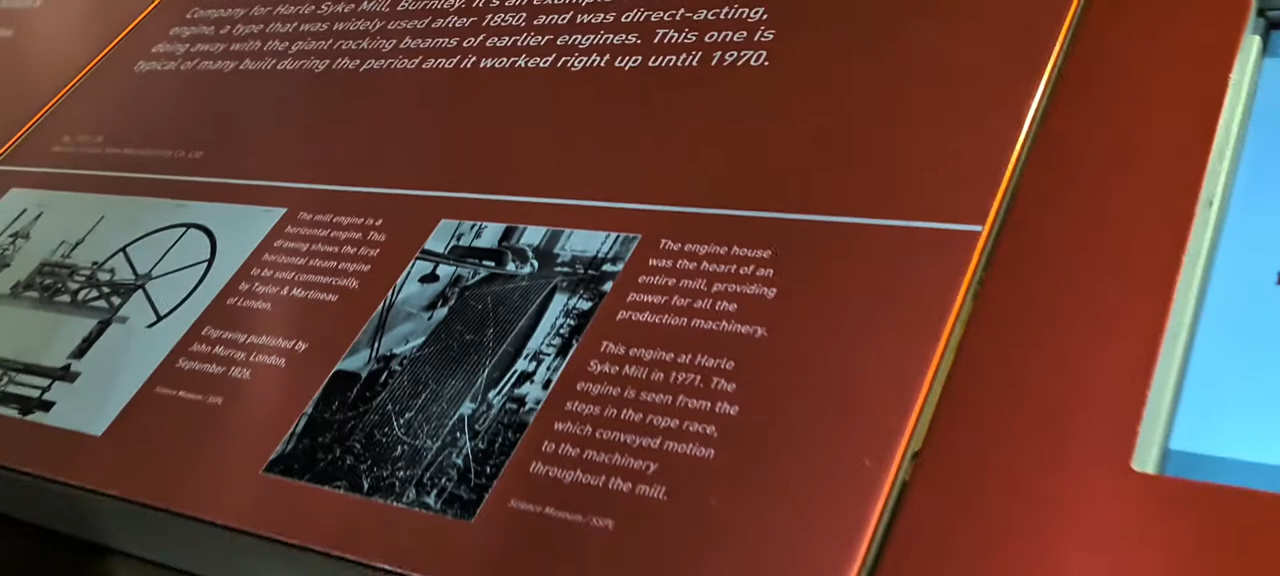 Company for Harle Syke Mill, Burnley. It's an example
engine, a type that was widely used after 1850, and was direct-acting,
doing away with the giant rocking beams of earlier engines. This one is
typical of many built during the period and it worked right up until 1970.
The mill engine is a
horizontal engine. This
drawing shows the first
horizontal steam engine
to be sold commercially,
by Taylor & Martineau
of London.
Engraving published by
John Murray, London,
September 1826.
Science Museum / SSPL
The engine house
was the heart of an
entire mill, providing
power for all the
production machinery.
This engine at Harle
Syke Mill in 1971. The
engine is seen from the
steps in the rope race,
which conveyed motion
to the machinery
throughout the mill.
Science Museum / SSPL